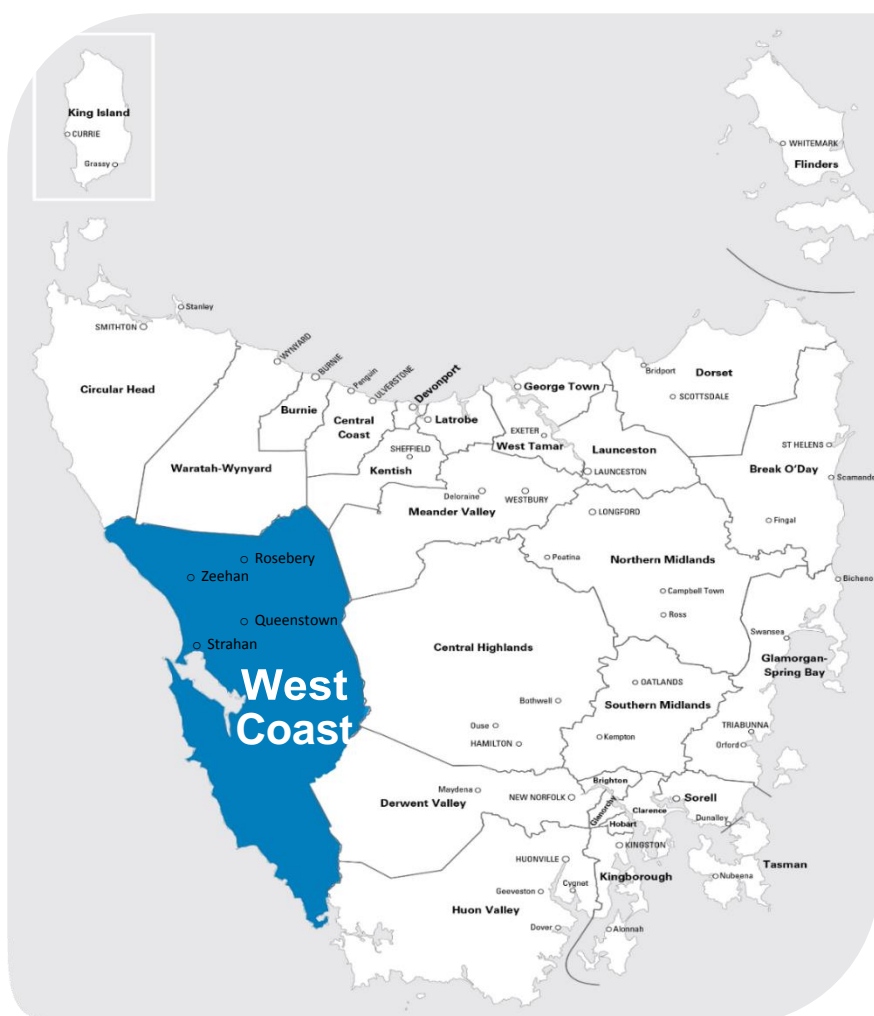 King Island
CURRIE
Grassy
WHITEMARK
Flinders
Stanley
SMITHTON
WYNYARD
BURNIE
Penguin
ULVERSTONE
Devonport
Bridport
Dorset
George Town
SCOTTSDALE
Circular Head
Burnie
Central
Coast
Latrobe
EXETER
West Tamar
Launceston
ST HELENS
SHEFFIELD
Kentish
LAUNCESTON
Break O'Day
Waratah-Wynyard
Scamande
Deloraine
WESTBURY
Meander Valley
LONGFORD
Fingal
Rosebery
Zeehan
Poatina
Northern Midlands
Bicheno
Campbell Town
Ross
Queenstown
Strahan
Swansea
Central Highlands
Glamorgan-
Spring Bay
West
Coast
OATLANDS
Bothwell
Southern Midlands
Ouse
HAMILTON
Kempton
TRIABUNNA
Orford
Maydena
Derwent Valley
NEW NORFOLK
Brighton
Glenorchy
Clarence
Sorell
Hobart
Dunalley
KINGSTON
HUONVILLE
Tasman
Kingborough
Nubeena
Geeveston
Cygnet
Huon Valley
Dover
Alonnah